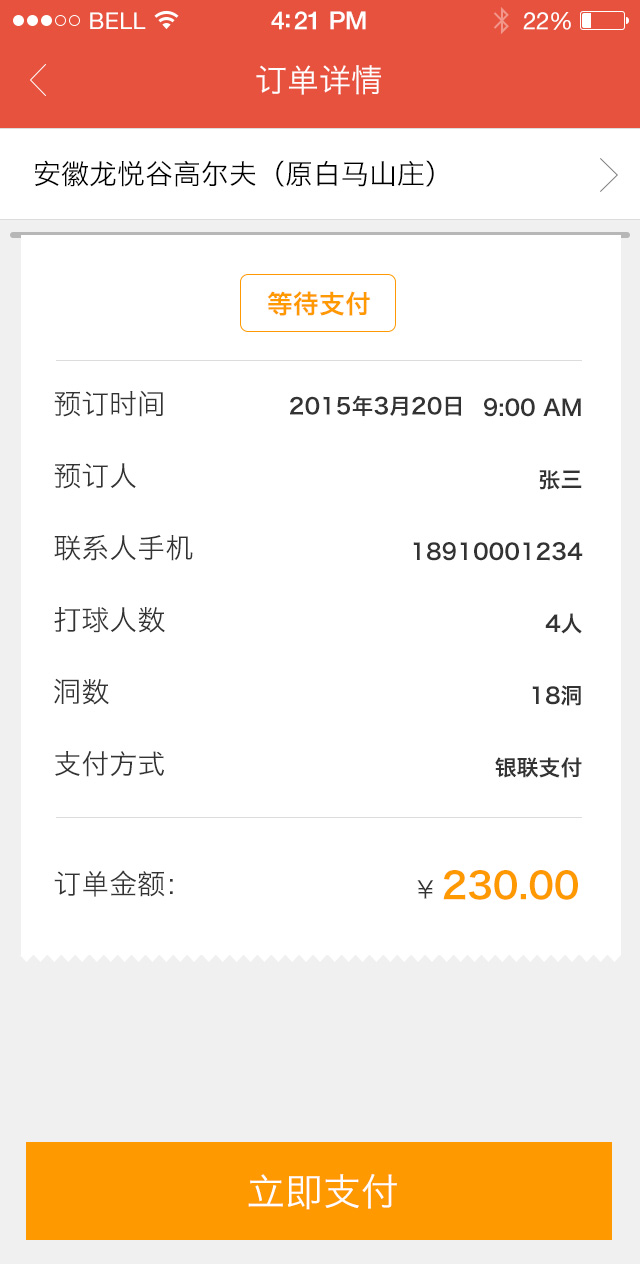 BELL 4:21 PM 22%
订单详情
安徽龙悦谷高尔夫（原白马山庄）
等待支付
预订时间 2015年3月20日 9:00 AM
预订人 张三
联系人手机 18910001234
打球人数 4人
洞数 18洞
支付方式 银联支付
订单金额: ¥ 230.00
立即支付